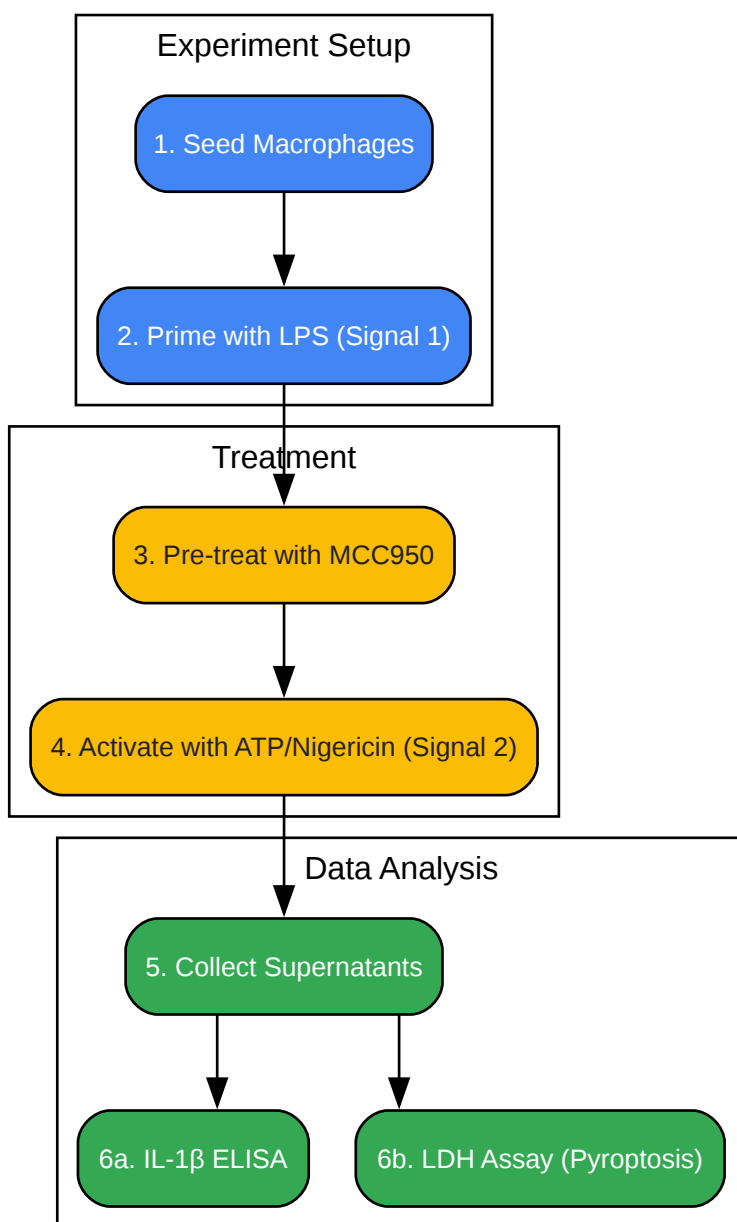 Experiment Setup
1. Seed Macrophages
2. Prime with LPS (Signal 1)
Treatment
3. Pre-treat with MCC950
4. Activate with ATP/Nigericin (Signal 2)
Data Analysis
5. Collect Supernatants
6a. IL-1β ELISA
6b. LDH Assay (Pyroptosis)